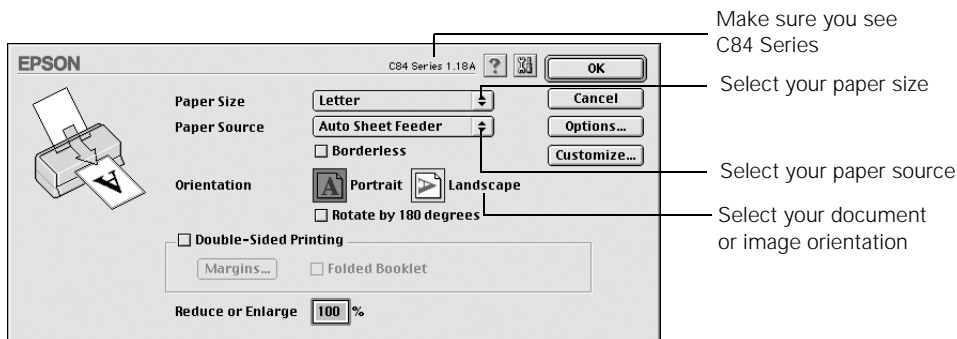 Make sure you see
C84 Series
EPSON
C84 Series 1.18A
?
OK
Paper Size
Letter
Cancel
Select your paper size
Paper Source
Auto Sheet Feeder
Options...
Borderless
Customize...
Select your paper source
Orientation
A Portrait A Landscape
Rotate by 180 degrees
Select your document
or image orientation
A
Double-Sided Printing
Margins...
Folded Booklet
Reduce or Enlarge 100 %